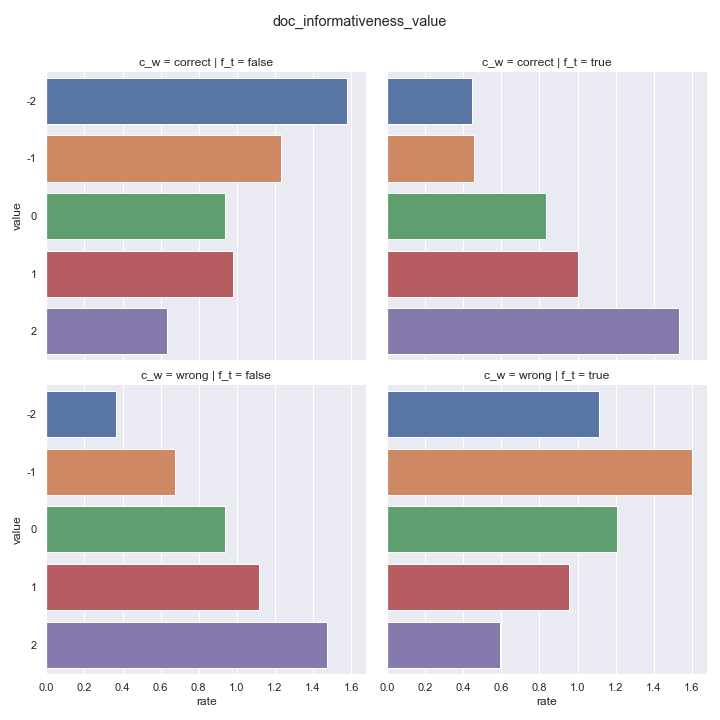 doc_informativeness_value
c_w = correct | f_t = false
c_w = correct | f_t = true
-2
-1
0
1
2
value
c_w = wrong | f_t = false
c_w = wrong | f_t = true
-2
-1
0
1
2
value
0.0 0.2 0.4 0.6 0.8 1.0 1.2 1.4 1.6
0.0 0.2 0.4 0.6 0.8 1.0 1.2 1.4 1.6
rate
rate